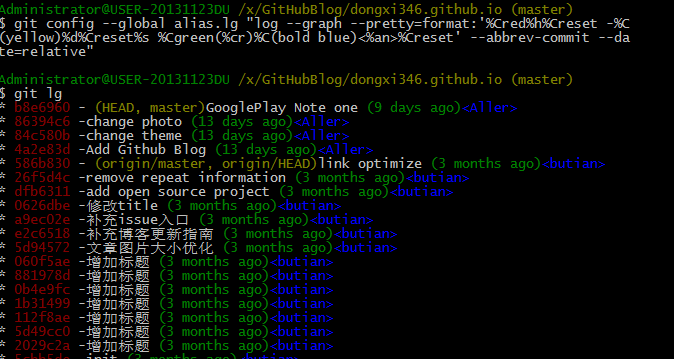 Administrator@USER-20131123DU /x/GitHubBlog/dongxi346.github.io (master)
$ git config --global alias.lg "log --graph --pretty=format:'%Cred%h%Creset -%C
(yellow)%d%Creset%s %Cgreen(%cr)%C(bold blue)<%an>%Creset' --abbrev-commit --da
te=relative"
Administrator@USER-20131123DU /x/GitHubBlog/dongxi346.github.io (master)
$ git lg
* b8e6960 - (HEAD, master)GooglePlay Note one (9 days ago)<Aller>
* 86394c6 -change photo (13 days ago)<Aller>
* 84c580b -change theme (13 days ago)<Aller>
* 4a2e83d -Add Github Blog (13 days ago)<Aller>
* 586b830 - (origin/master, origin/HEAD)link optimize (3 months ago)<butian>
* 26f5d4c -remove repeat information (3 months ago)<butian>
* dfb6311 -add open source project (3 months ago)<butian>
* 0626dbe -修改title (3 months ago)<butian>
* a9ec02e -补充issue入口 (3 months ago)<butian>
* e2c6518 -补充博客更新指南 (3 months ago)<butian>
* 5d94572 -文章图片大小优化 (3 months ago)<butian>
* 060f5ae -增加标题 (3 months ago)<butian>
* 881978d -增加标题 (3 months ago)<butian>
* 0b4e9fc -增加标题 (3 months ago)<butian>
* 1b31499 -增加标题 (3 months ago)<butian>
* 112f8ae -增加标题 (3 months ago)<butian>
* 5d49cc0 -增加标题 (3 months ago)<butian>
* 2029c2a -增加标题 (3 months ago)<butian>
* -init (3 months ago)<butian>